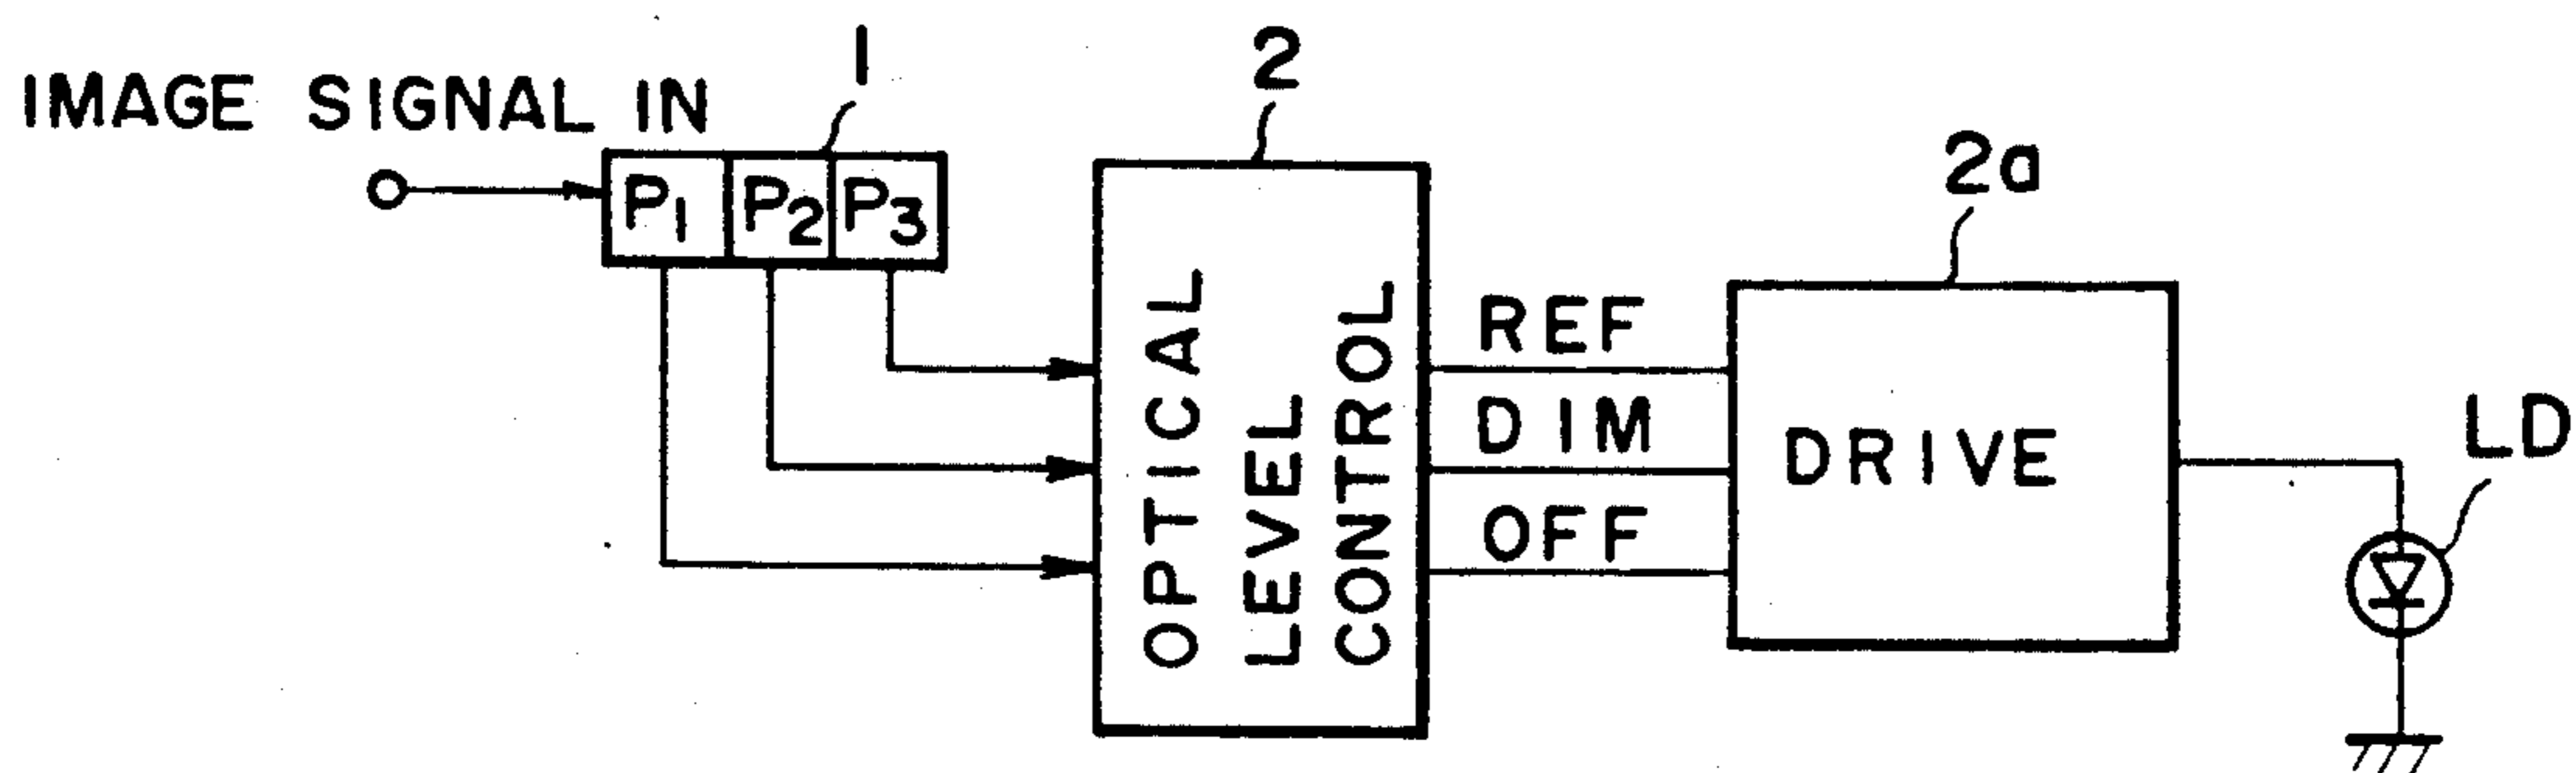 1
2
IMAGE SIGNAL IN
2a
P1 P2 P3
OPTICAL
LEVEL
CONTROL
REF
DIM
OFF
DRIVE
LD